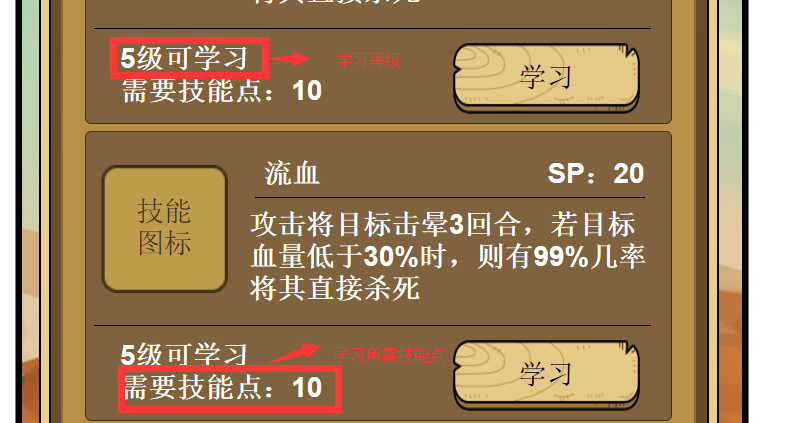 5级可学习
学习等级
需要技能点：10
学习
流血
SP：20
技能
图标
攻击将目标击晕3回合，若目标
血量低于30%时，则有99%几率
将其直接杀死
5级可学习
学习所需技能点
需要技能点：10
学习